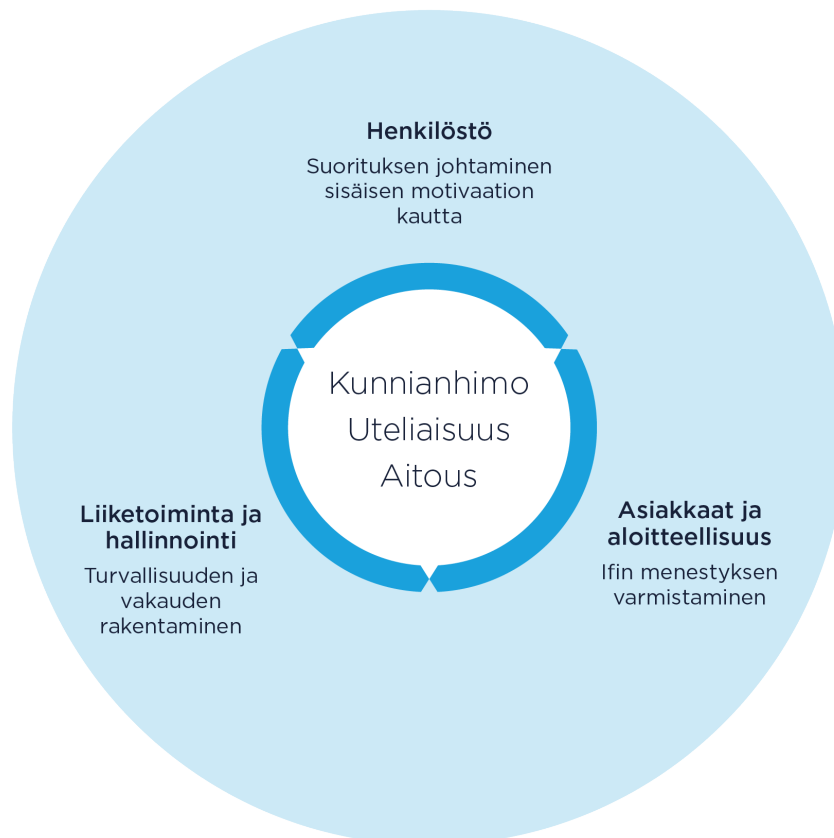 Henkilöstö
Suorituksen johtaminen
sisäisen motivaation
kautta
Kunnianhimo
Uteliaisuus
Aitous
Liiketoiminta ja
hallinnointi
Turvallisuuden ja
vakauden
rakentaminen
Asiakkaat ja
aloitteellisuus
Ifin menestyksen
varmistaminen